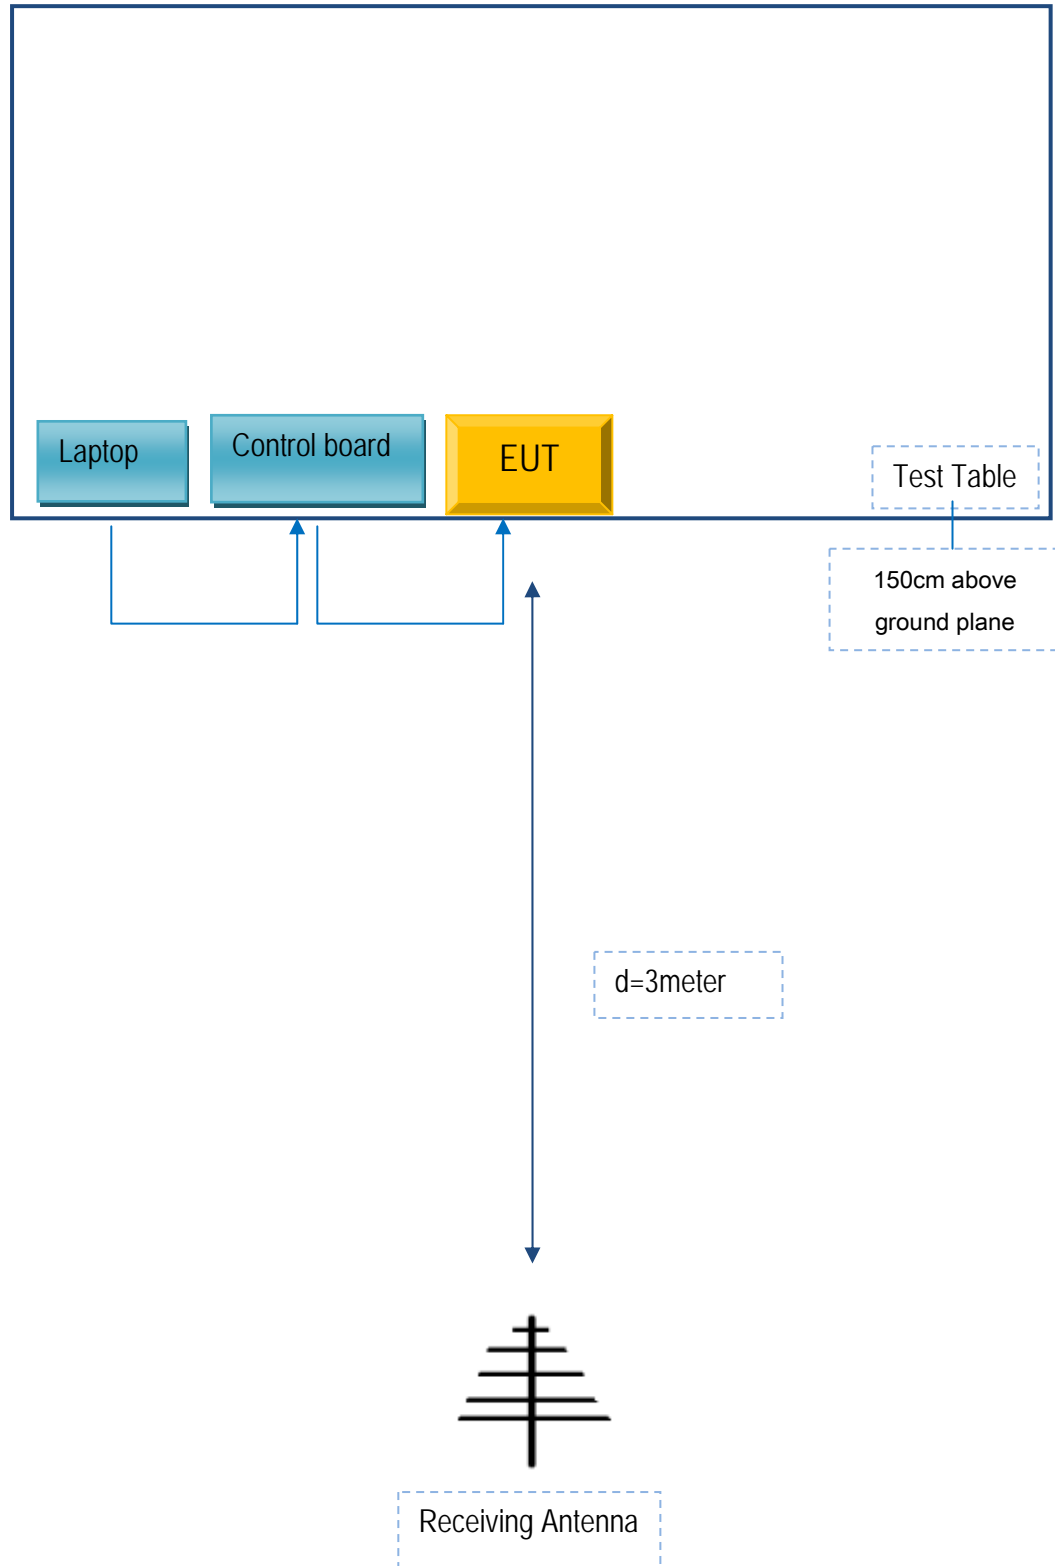 Laptop
Control board
EUT
Test Table
150cm above
ground plane
d=3meter
Receiving Antenna